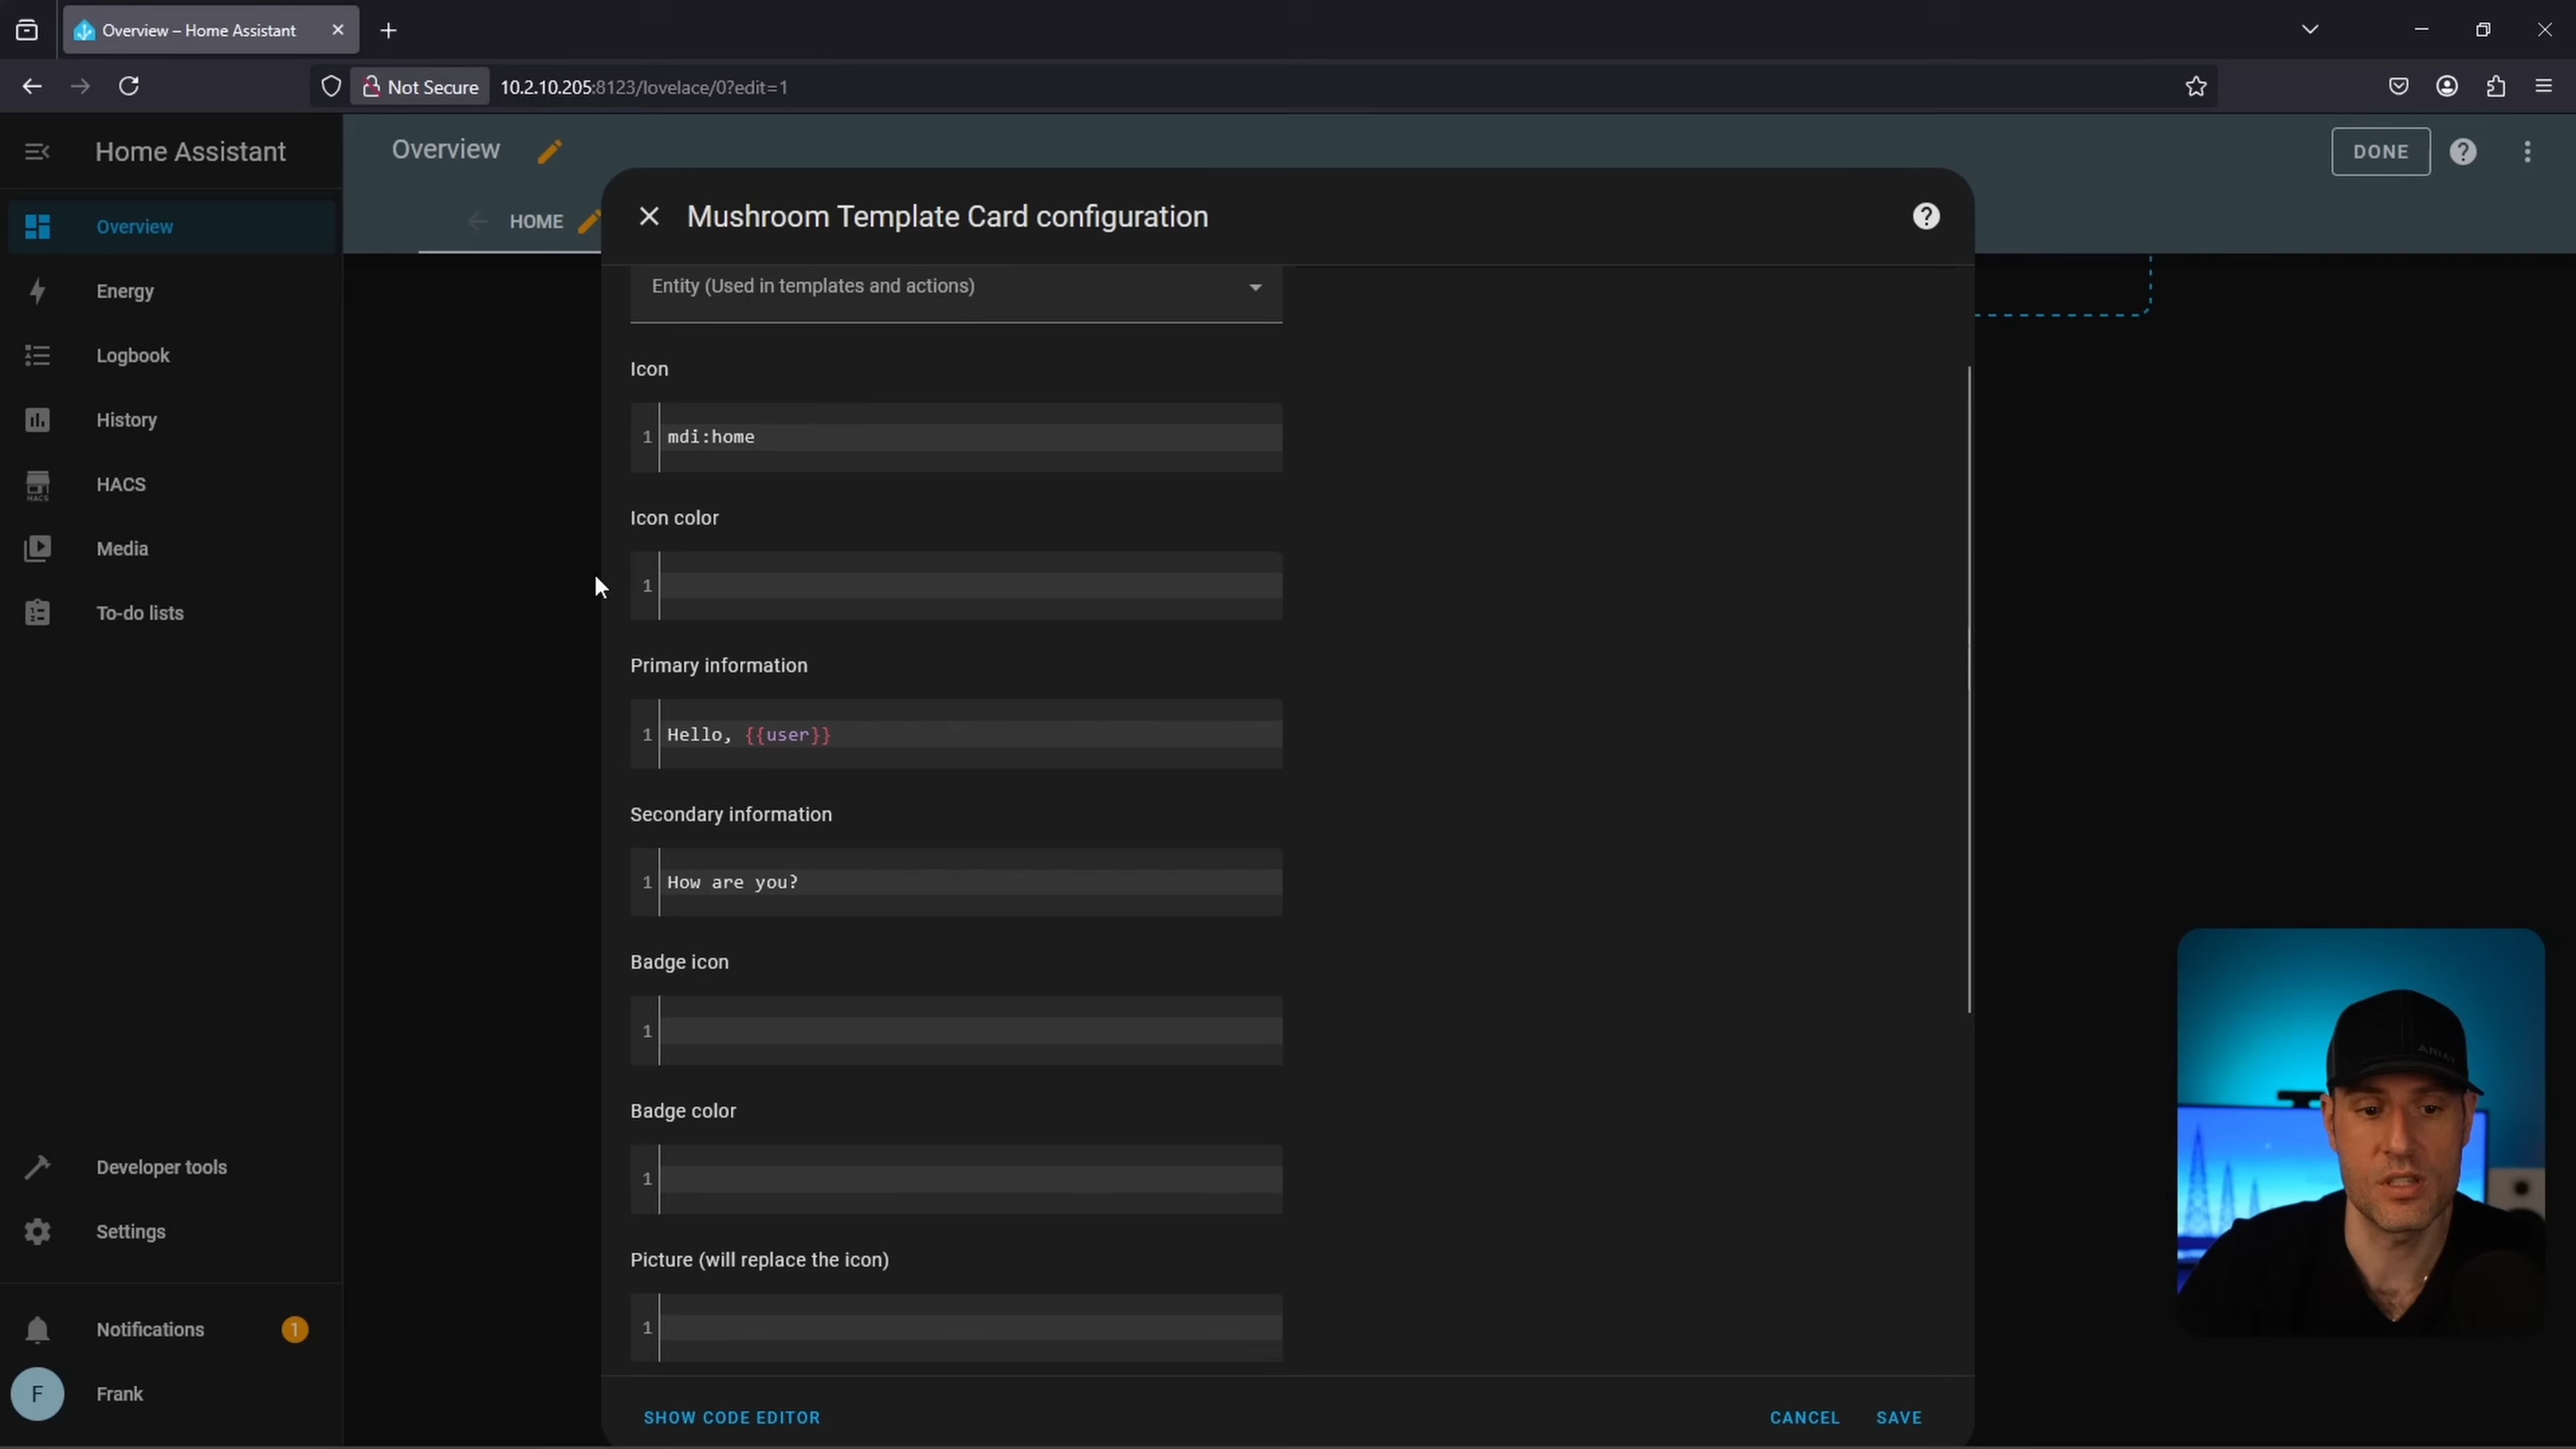 Overview – Home Assistant
Not Secure
10.2.10.205:8123/lovelace/0?edit=1
Home Assistant
Overview
DONE
HOME
Mushroom Template Card configuration
Overview
Energy
Logbook
History
HACS
HACS
Media
To-do lists
Developer tools
Settings
Notifications
1
F
Frank
Entity (Used in templates and actions)
Icon
1
mdi:home
Icon color
1
Primary information
1
Hello, {{user}}
Secondary information
1
How are you?
Badge icon
1
Badge color
1
Picture (will replace the icon)
1
SHOW CODE EDITOR
CANCEL
SAVE
ARIAT